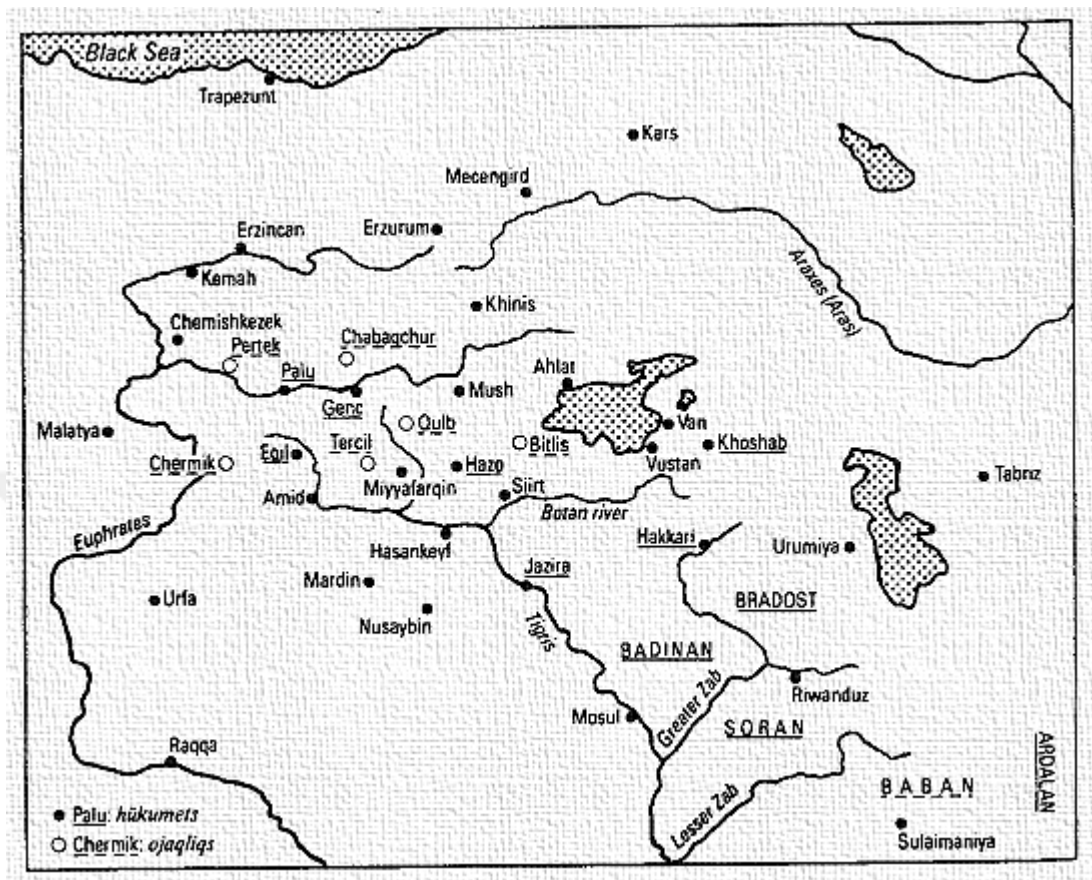 Black Sea
Trapezunt
Kars
Mecengird
Erzincan
Erzurum
Kemah
Araxes (Aras)
Khinis
Chemishkezek
Chabagchur
Pertek
Palu
Genc
Mush
Ahlat
Malatya
Qulb
Van
Tercil
Bitlis
Khoshab
Chermik
Egil
Hazo
Vustan
Miyyafarqin
Tabriz
Siirt
Amid
Botan river
Euphrates
Hasankeyf
Hakkari
Urumiya
Jazira
Mardin
Urfa
BRADOST
Nusaybin
Tigris
BADINAN
Riwanduz
Mosul
Greater Zab
SORAN
Raqqa
ARDALAN
BABAN
Lesser Zab
Palu: hükumets
Sulaimaniya
Chermik: ojaqliqs